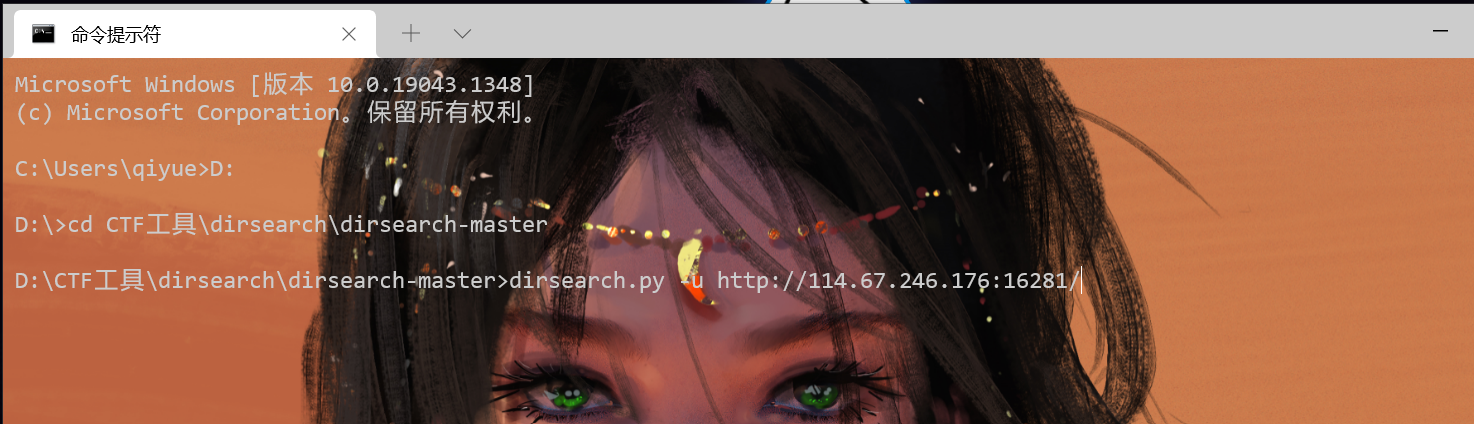 命令提示符
Microsoft Windows [版本 10.0.19043.1348]
(c) Microsoft Corporation。保留所有权利。
C:\Users\qiyue>D:
D:\>cd CTF工具\dirsearch\dirsearch-master
D:\CTF工具\dirsearch\dirsearch-master>dirsearch.py -u http://114.67.246.176:16281/